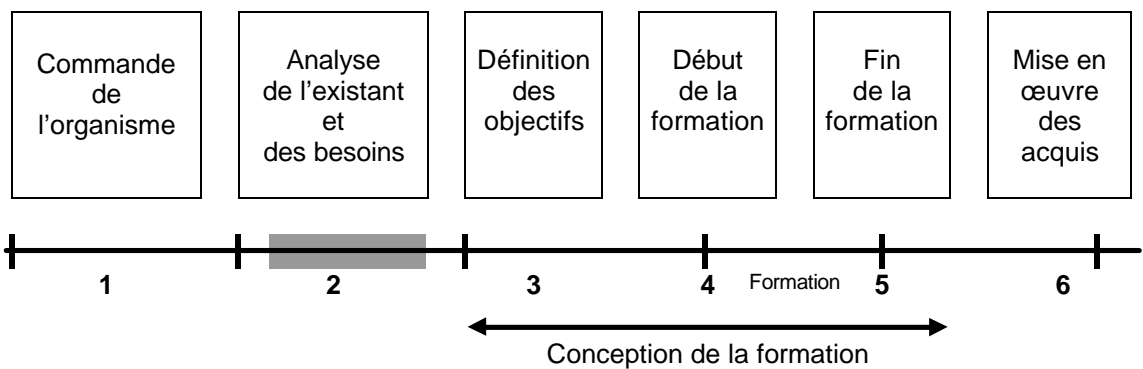 Commande
de
l'organisme
Analyse
de l'existant
et
des besoins
Définition
des
objectifs
Début
de la
formation
Fin
de la
formation
Mise en
œuvre
des
acquis
1
2
3
4
Formation
5
6
Conception de la formation